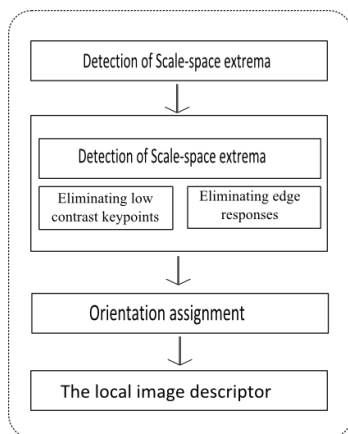 Detection of Scale-space extrema
Detection of Scale-space extrema
Eliminating low
contrast keypoints
Eliminating edge
responses
Orientation assignment
The local image descriptor